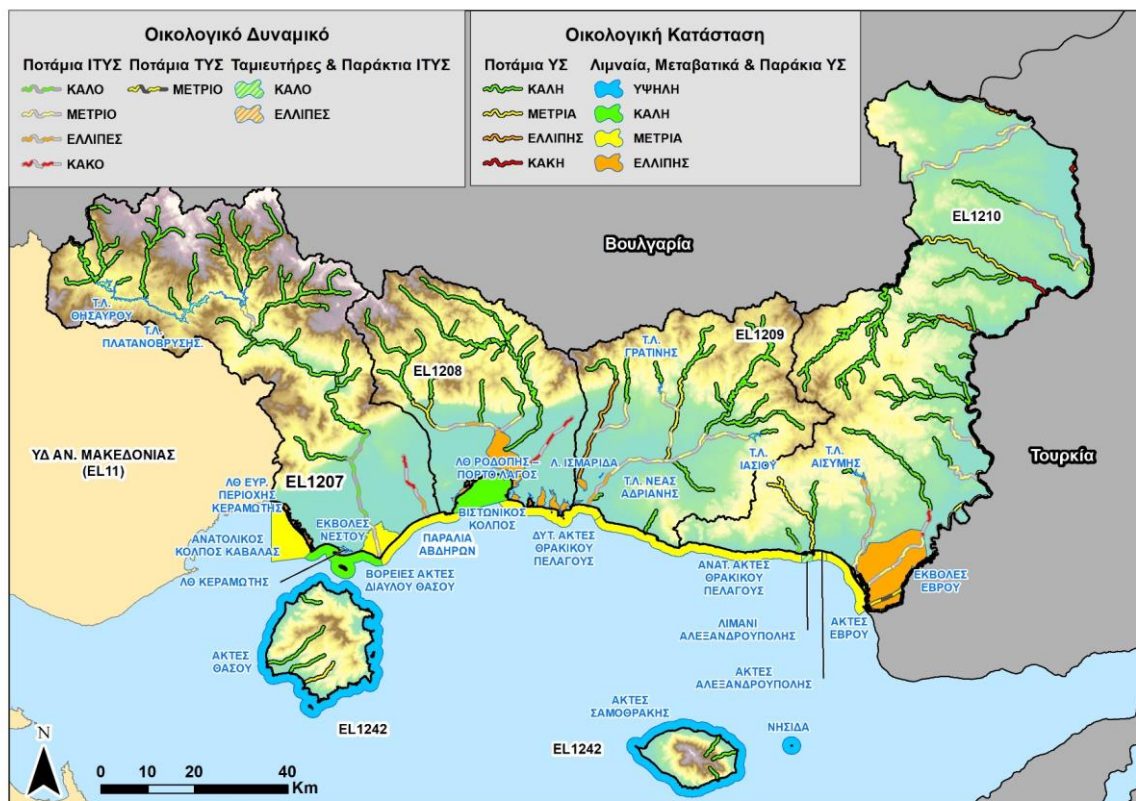 Οικολογικό Δυναμικό
Ποτάμια ΙΤΥΣ Ποτάμια ΤΥΣ Ταμιευτήρες & Παράκτια ΙΤΥΣ
ΚΑΛΟ ΜΕΤΡΙΟ ΚΑΛΟ
ΜΕΤΡΙΟ ΕΛΛΙΠΕΣ
ΕΛΛΙΠΕΣ
ΚΑΚΟ
Οικολογική Κατάσταση
Ποτάμια ΥΣ Λιμναία, Μεταβατικά & Παράκια ΥΣ
ΚΑΛΗ ΥΨΗΛΗ
ΜΕΤΡΙΑ ΚΑΛΗ
ΕΛΛΙΠΗΣ ΜΕΤΡΙΑ
ΚΑΚΗ ΕΛΛΙΠΗΣ
EL1210
Βουλγαρία
Τ.Λ.
ΘΗΣΑΥΡΟΥ
Τ.Λ.
ΠΛΑΤΑΝΟΒΡΥΣΗΣ
EL1208
Τ.Λ.
ΓΡΑΤΙΝΗΣ
EL1209
ΥΔ ΑΝ. ΜΑΚΕΔΟΝΙΑΣ
(EL11)
Τουρκία
EL1207
ΛΘ ΡΟΔΟΠΗΣ–
ΠΟΡΤΟ ΛΑΓΟΣ
Λ. ΙΣΜΑΡΙΔΑ
Τ.Λ. ΝΕΑΣ
ΑΔΡΙΑΝΗΣ
Τ.Λ.
ΙΑΣΙΟΥ
Τ.Λ.
ΑΙΣΥΜΗΣ
ΛΘ ΕΥΡ.
ΠΕΡΙΟΧΗΣ
ΚΕΡΑΜΩΤΗΣ
ΑΝΑΤΟΛΙΚΟΣ
ΚΟΛΠΟΣ ΚΑΒΑΛΑΣ
ΛΘ ΚΕΡΑΜΩΤΗΣ
ΕΚΒΟΛΕΣ
ΝΕΣΤΟΥ
ΠΑΡΑΛΙΑ
ΑΒΔΗΡΩΝ
ΒΙΣΤΩΝΙΚΟΣ
ΚΟΛΠΟΣ
ΒΟΡΕΙΕΣ ΑΚΤΕΣ
ΔΙΑΥΛΟΥ ΘΑΣΟΥ
ΔΥΤ. ΑΚΤΕΣ
ΘΡΑΚΙΚΟΥ
ΠΕΛΑΓΟΥΣ
ΑΝΑΤ. ΑΚΤΕΣ
ΘΡΑΚΙΚΟΥ
ΠΕΛΑΓΟΥΣ
ΕΚΒΟΛΕΣ
ΕΒΡΟΥ
ΛΙΜΑΝΙ
ΑΛΕΞΑΝΔΡΟΥΠΟΛΗΣ
ΑΚΤΕΣ
ΕΒΡΟΥ
ΑΚΤΕΣ
ΑΛΕΞΑΝΔΡΟΥΠΟΛΗΣ
ΑΚΤΕΣ
ΘΑΣΟΥ
EL1242
ΑΚΤΕΣ
ΣΑΜΟΘΡΑΚΗΣ
EL1242
ΝΗΣΙΔΑ
N
0 10 20 40
Km